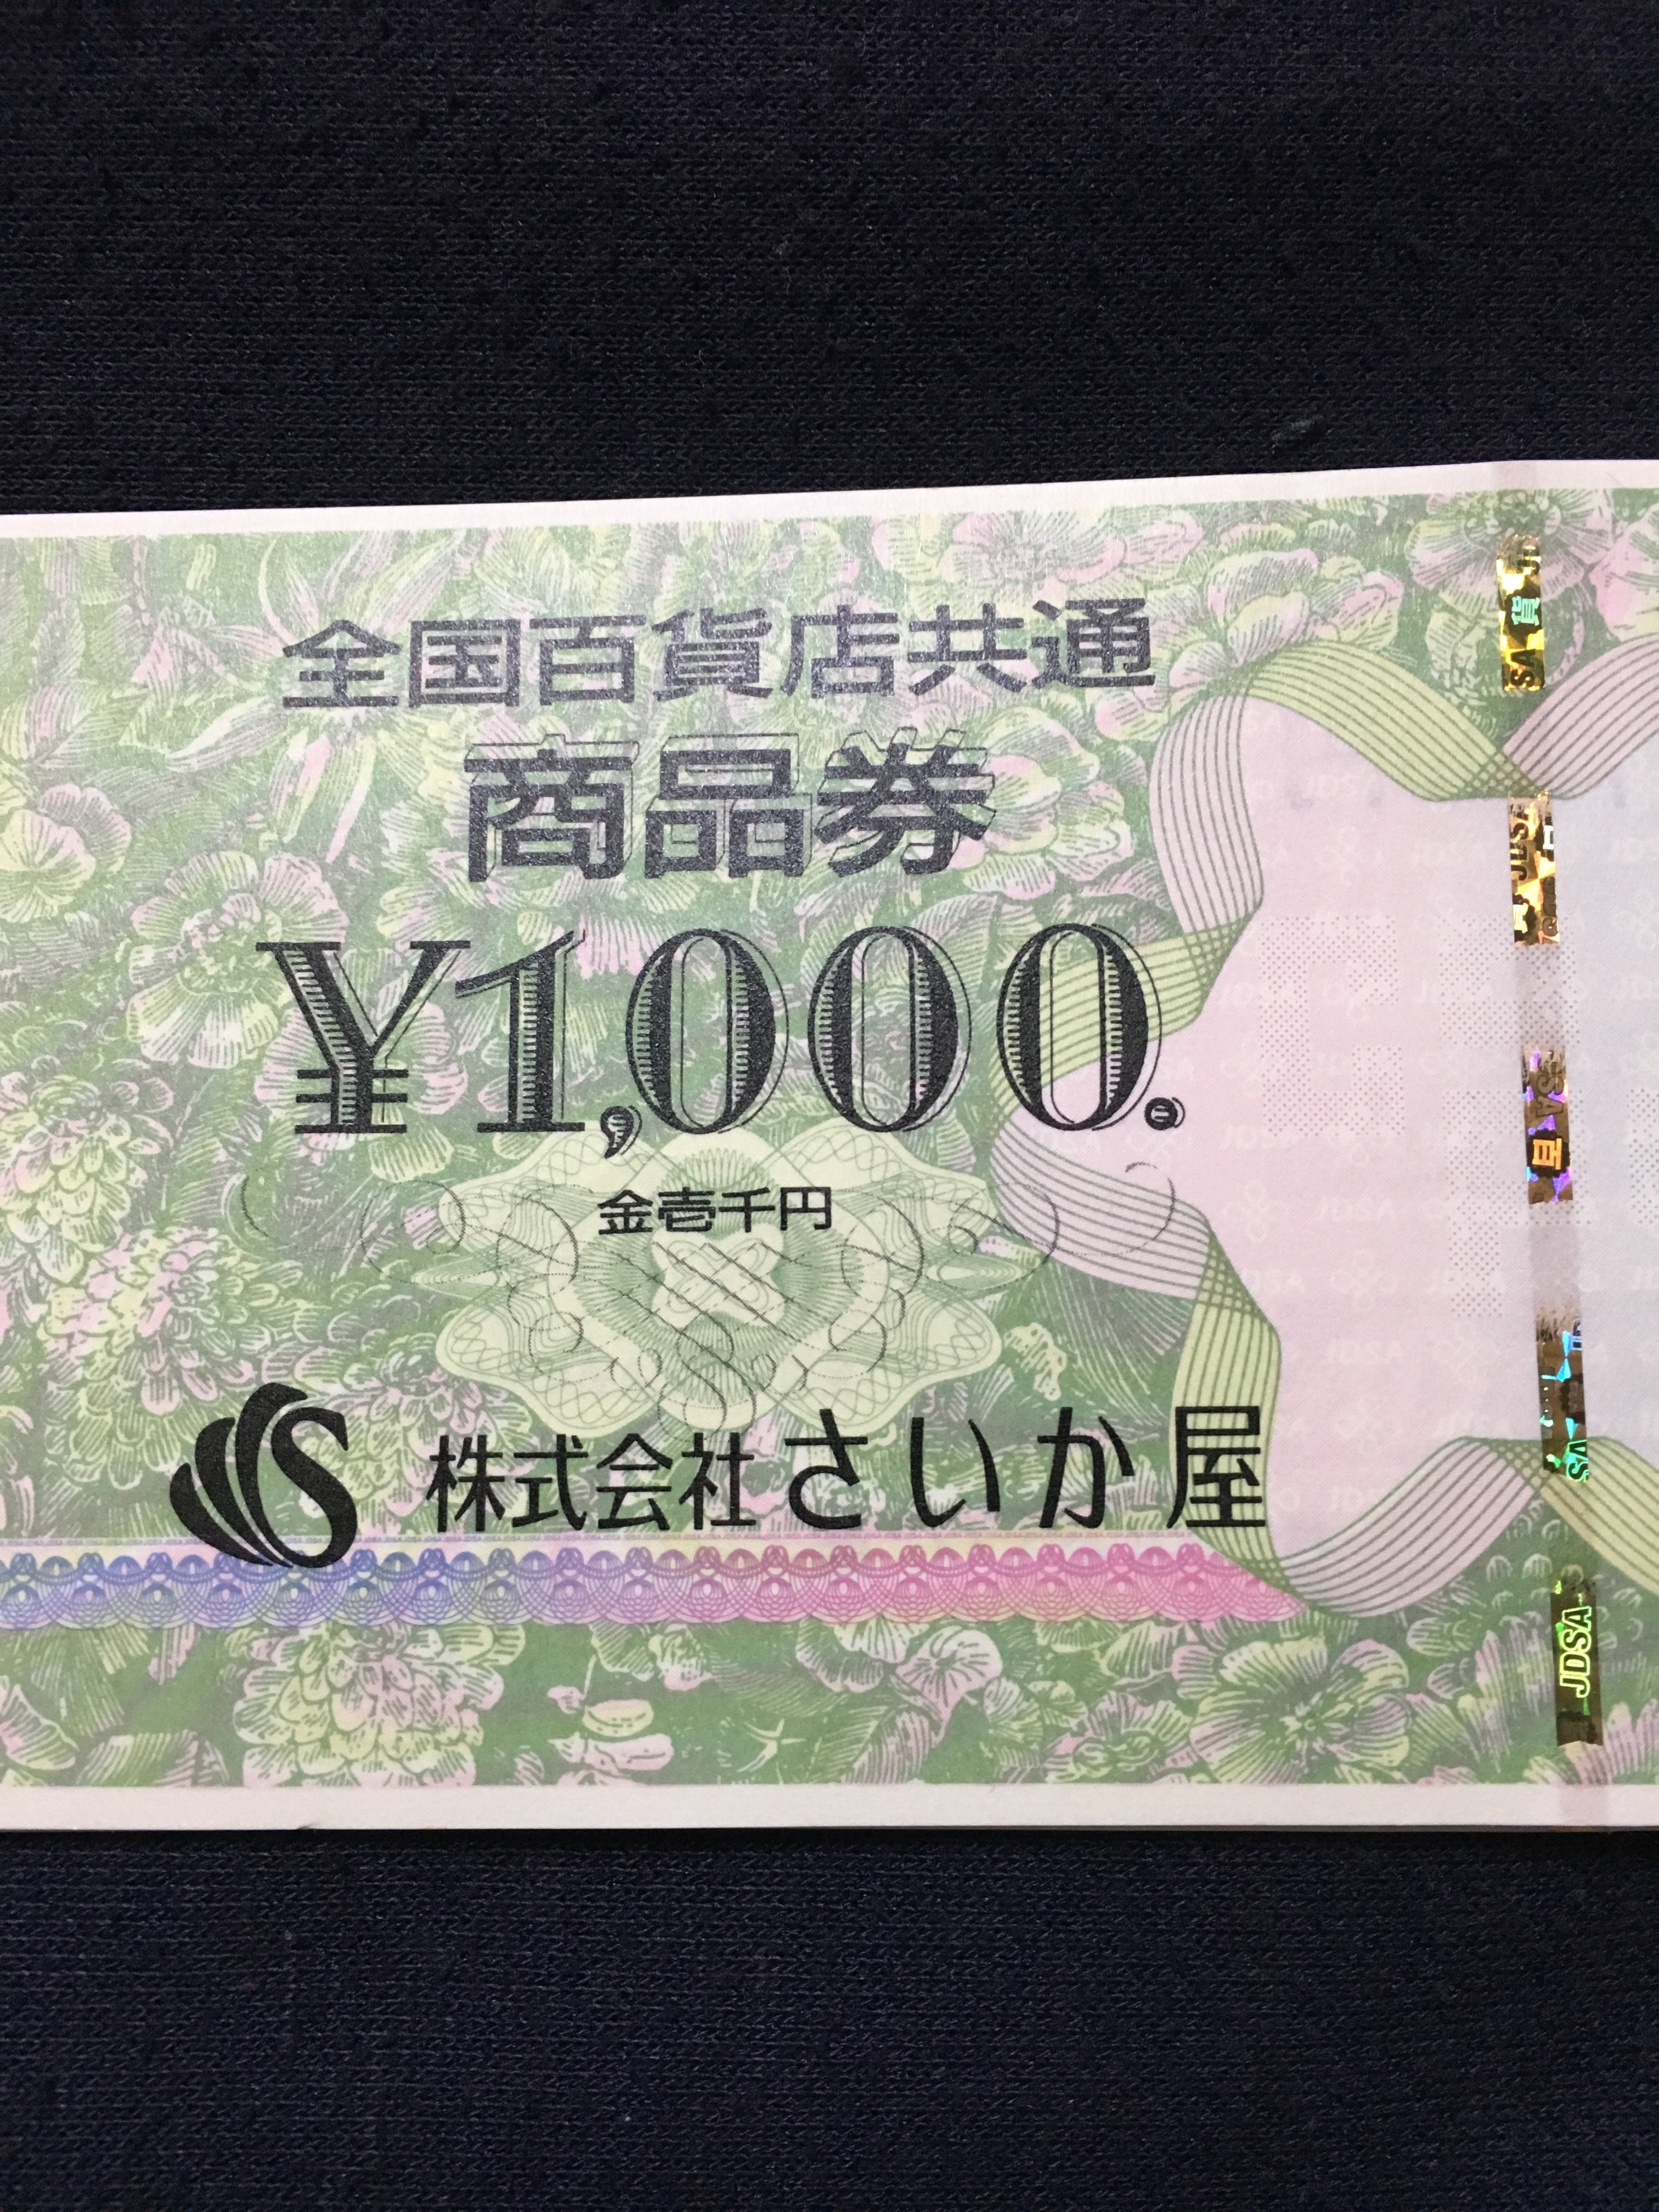 全国百貨店共通
商品券
¥1,000.
金壱千円
S 株式会社さいか屋
JDSA